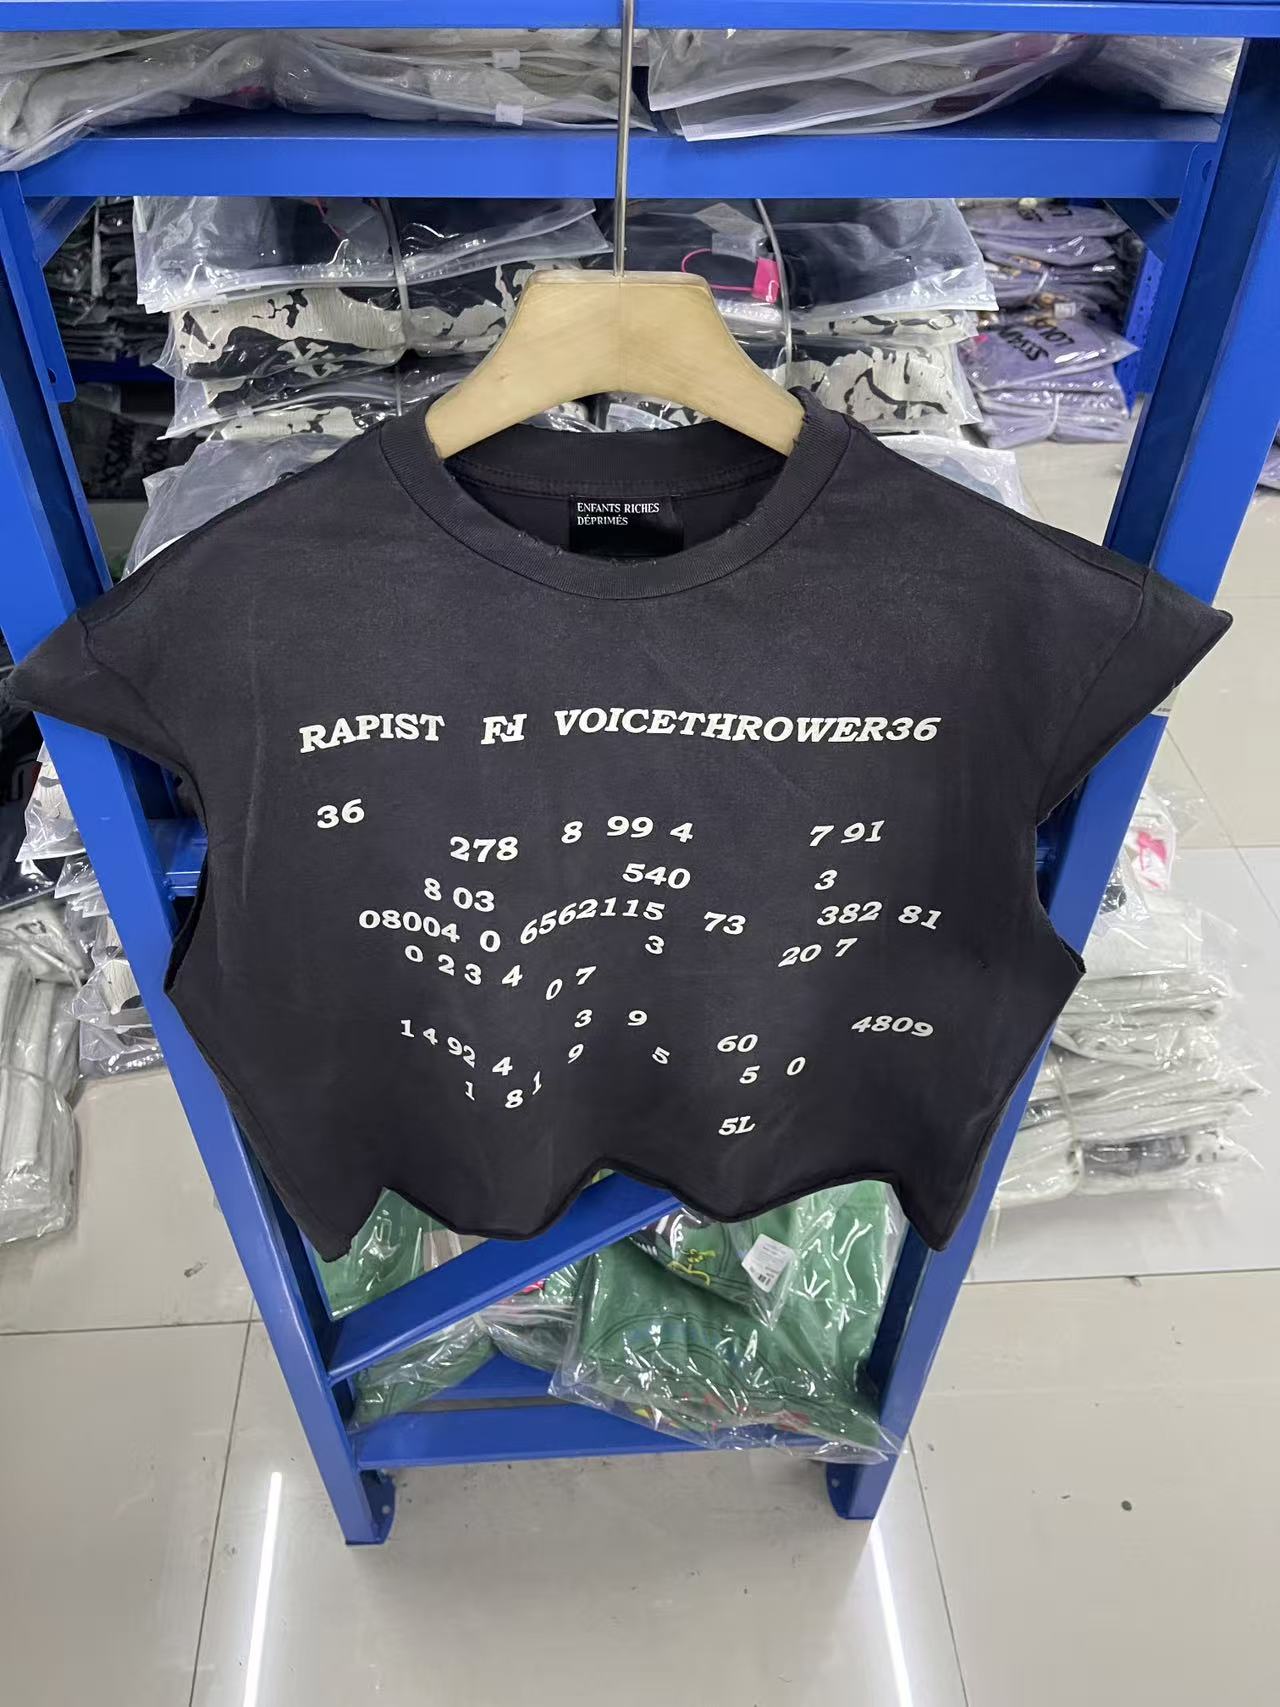 ENFANTS RICHES
DÉPRIMÉS
RAPIST VOICETHROWER36
36
278 8 99 4 7 91
540 3
8 03
08004 0 6562115 73 382 81
0 2 3 4 0 7 3 20 7
3 9
1 4 92 4 9 5 60 4809
1 8 1 5 0
5L